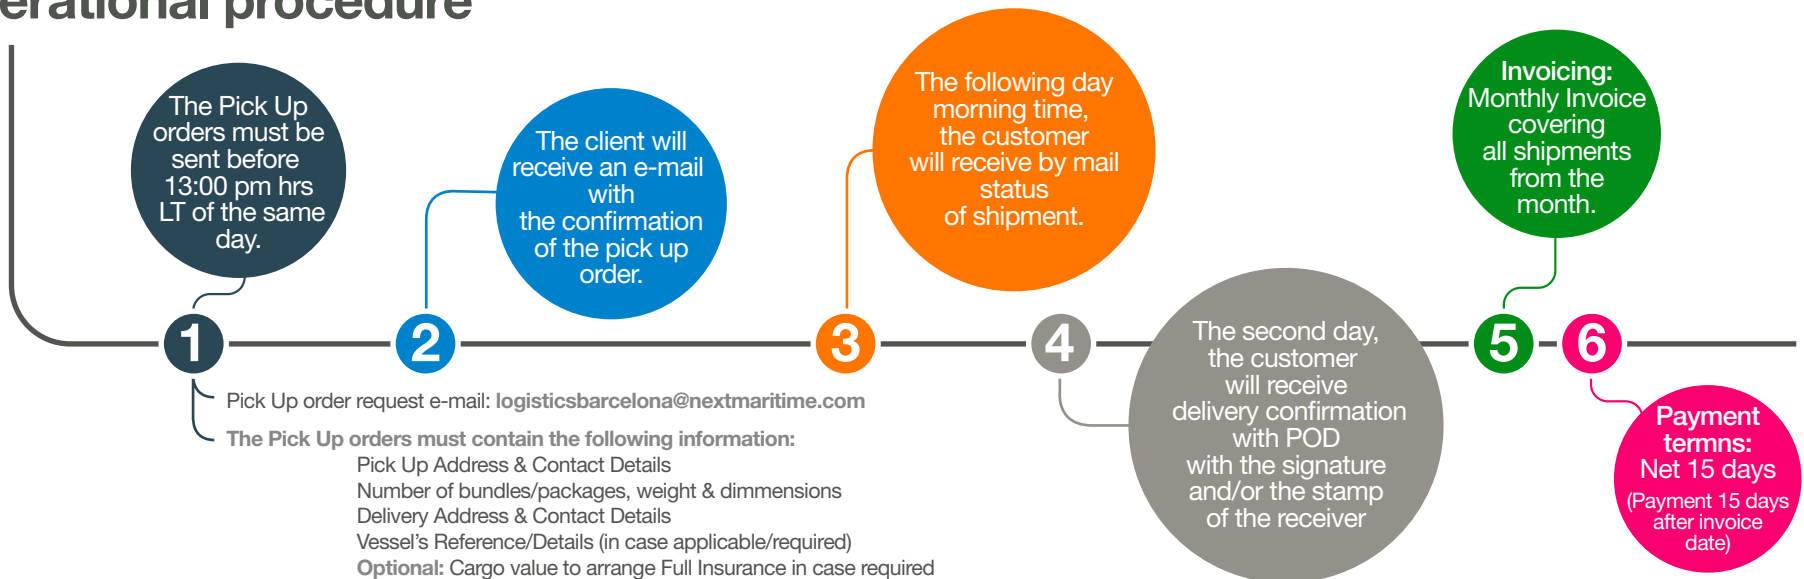 erational procedure
The Pick Up
orders must be
sent before
13:00 pm hrs
LT of the same
day.
1
Pick Up order request e-mail: logisticsbarcelona@nextmaritime.com
The Pick Up orders must contain the following information:
Pick Up Address & Contact Details
Number of bundles/packages, weight & dimmensions
Delivery Address & Contact Details
Vessel's Reference/Details (in case applicable/required)
Optional: Cargo value to arrange Full Insurance in case required
The client will
receive an e-mail
with
the confirmation
of the pick up
order.
2
The following day
morning time,
the customer
will receive by mail
status
of shipment.
3
4
The second day,
the customer
will receive
delivery confirmation
with POD
with the signature
and/or the stamp
of the receiver
Invoicing:
Monthly Invoice
covering
all shipments
from the
month.
5
6
Payment
termns:
Net 15 days
(Payment 15 days
after invoice
date)